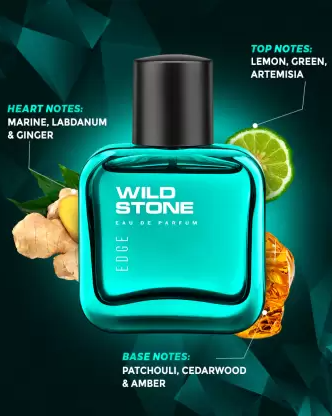 TOP NOTES:
LEMON, GREEN,
ARTEMISIA
HEART NOTES:
MARINE, LABDANUM
& GINGER
WILD
STONE
EAU DE PARFUM
EDGE
BASE NOTES:
PATCHOULI, CEDARWOOD
& AMBER